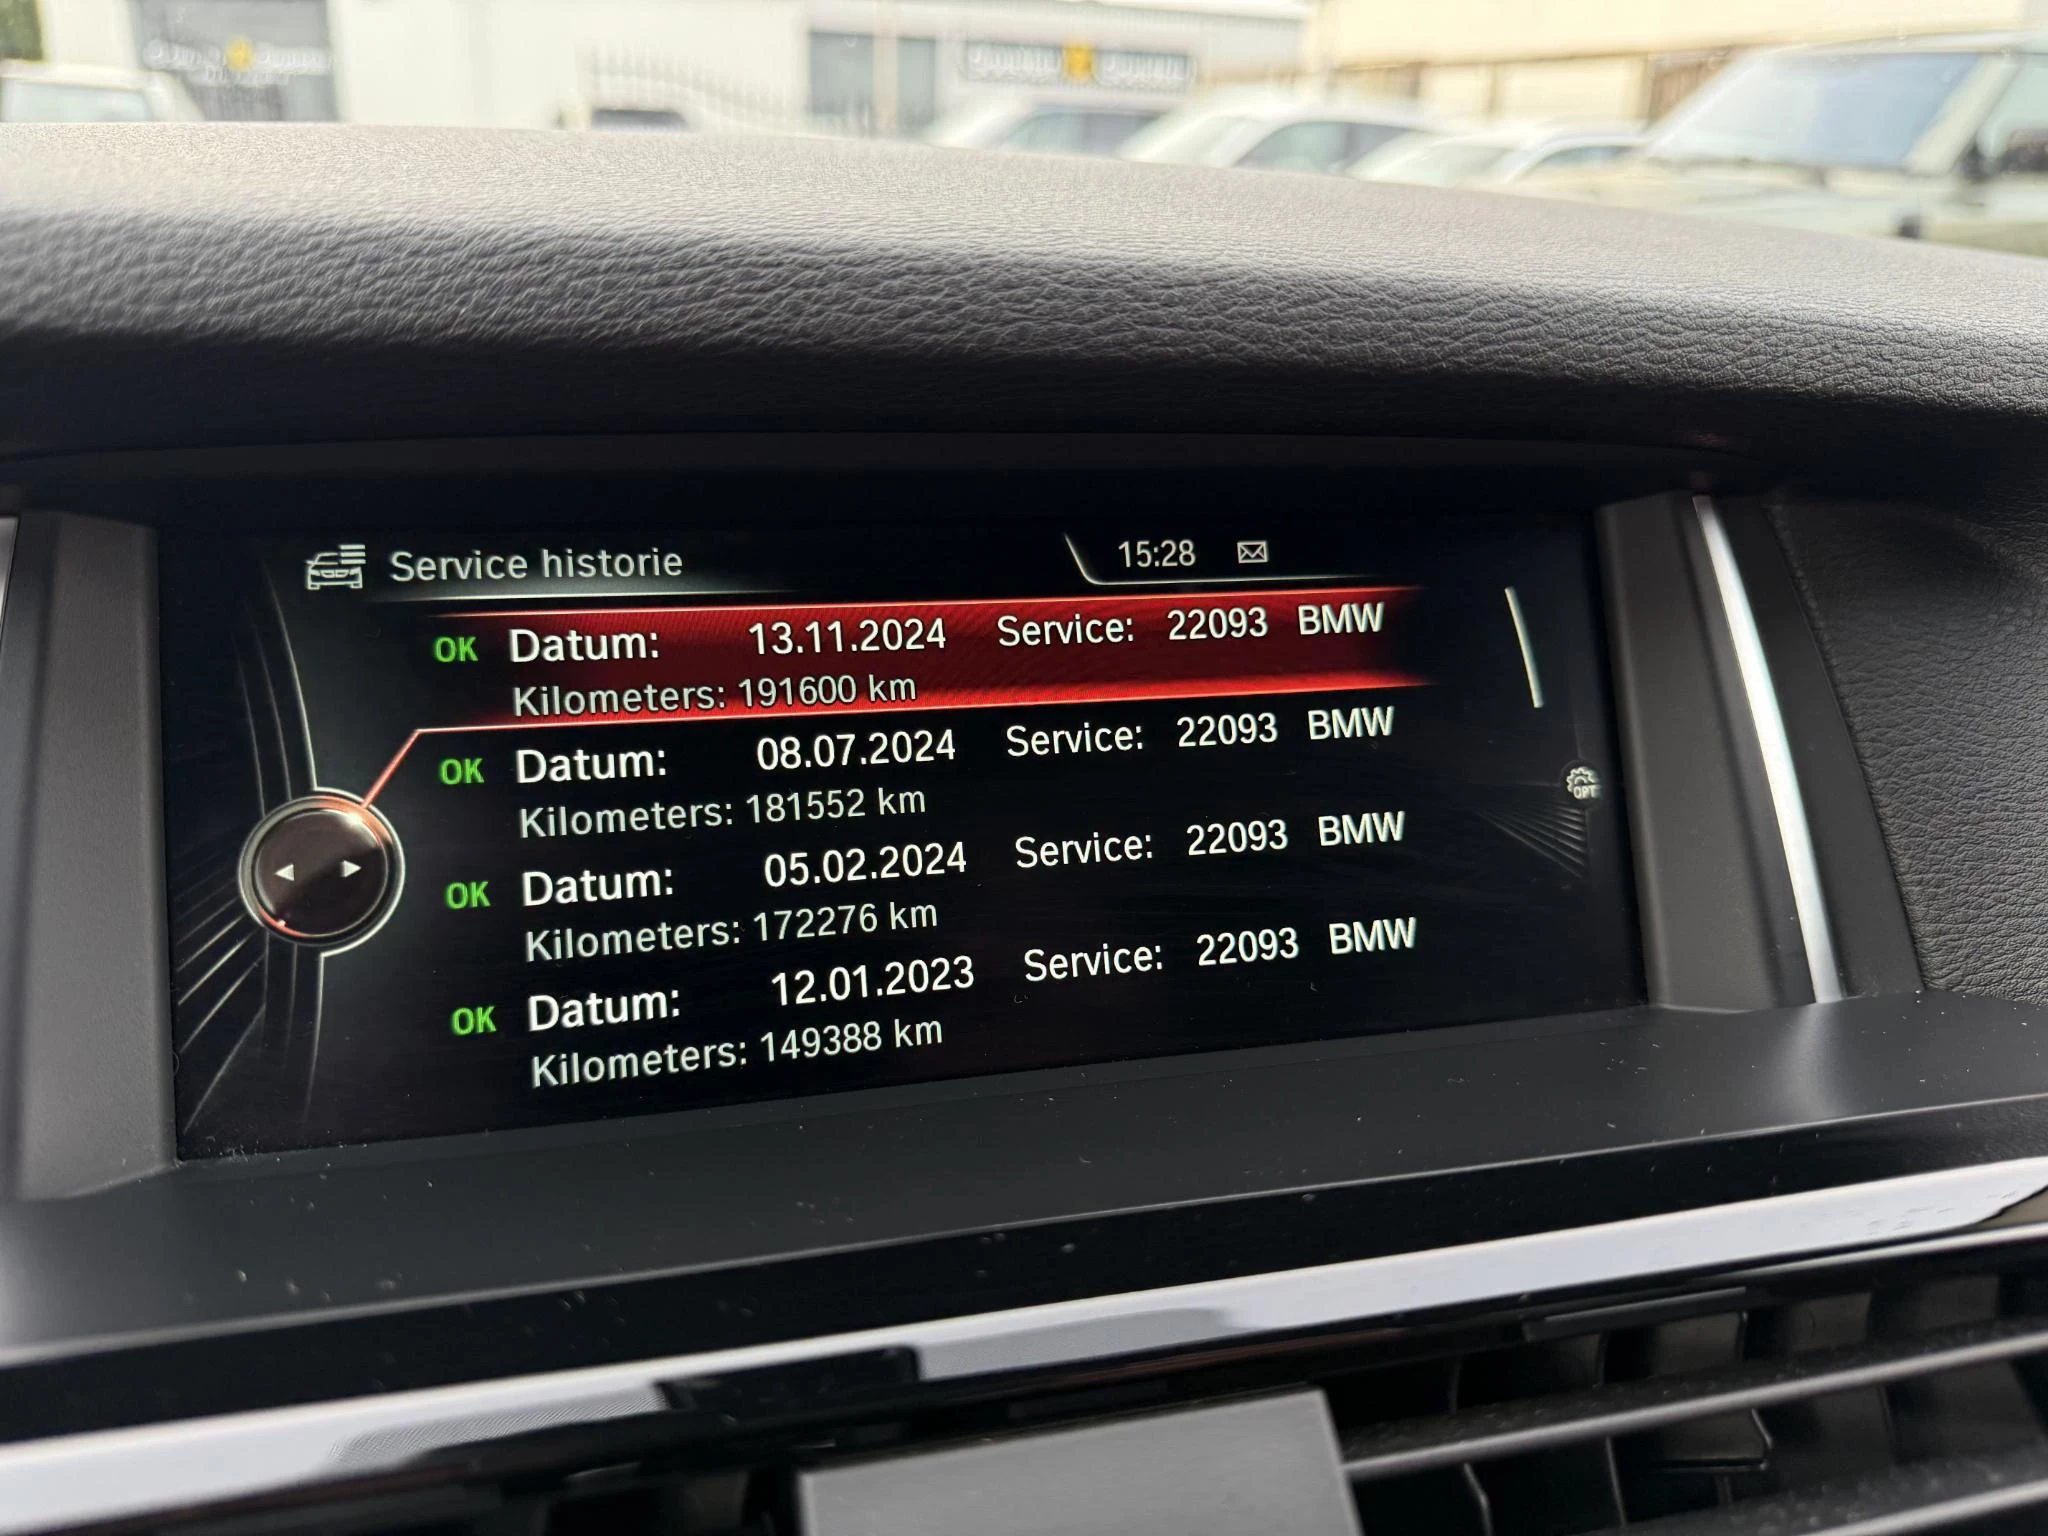 Service historie 15:28
OK Datum: 13.11.2024 Service: 22093 BMW
Kilometers: 191600 km
OK Datum: 08.07.2024 Service: 22093 BMW
Kilometers: 181552 km
OPT
OK Datum: 05.02.2024 Service: 22093 BMW
Kilometers: 172276 km
OK Datum: 12.01.2023 Service: 22093 BMW
Kilometers: 149388 km